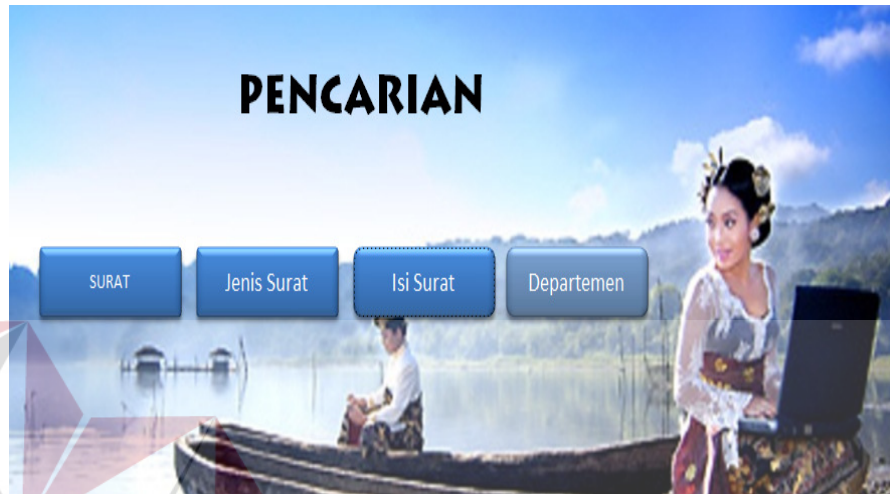 PENCARIAN
SURAT
Jenis Surat
Isi Surat
Departemen